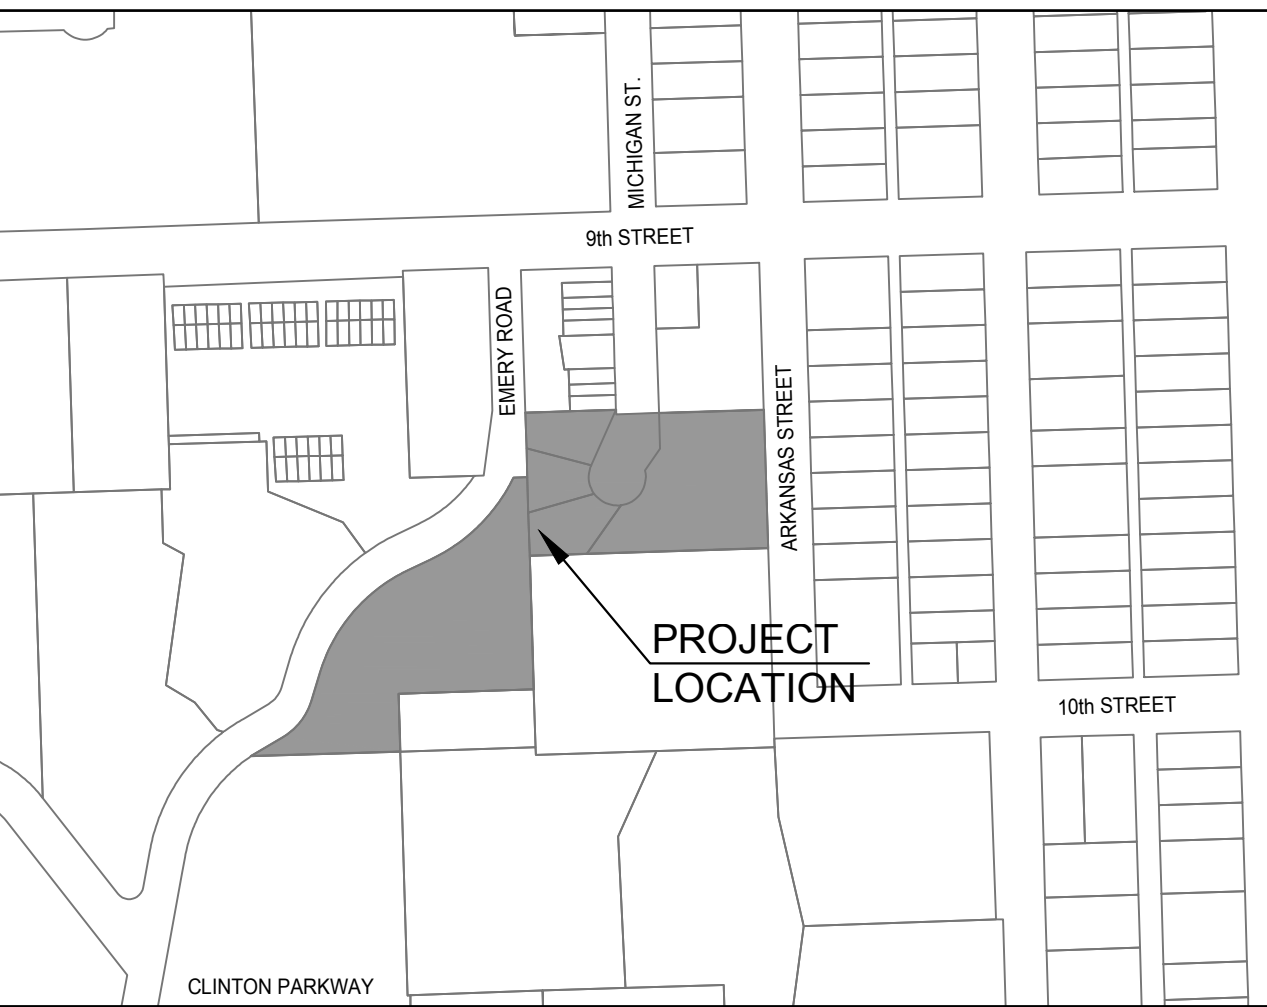 MICHIGAN ST.
9th STREET
EMERY ROAD
ARKANSAS STREET
PROJECT
LOCATION
10th STREET
CLINTON PARKWAY